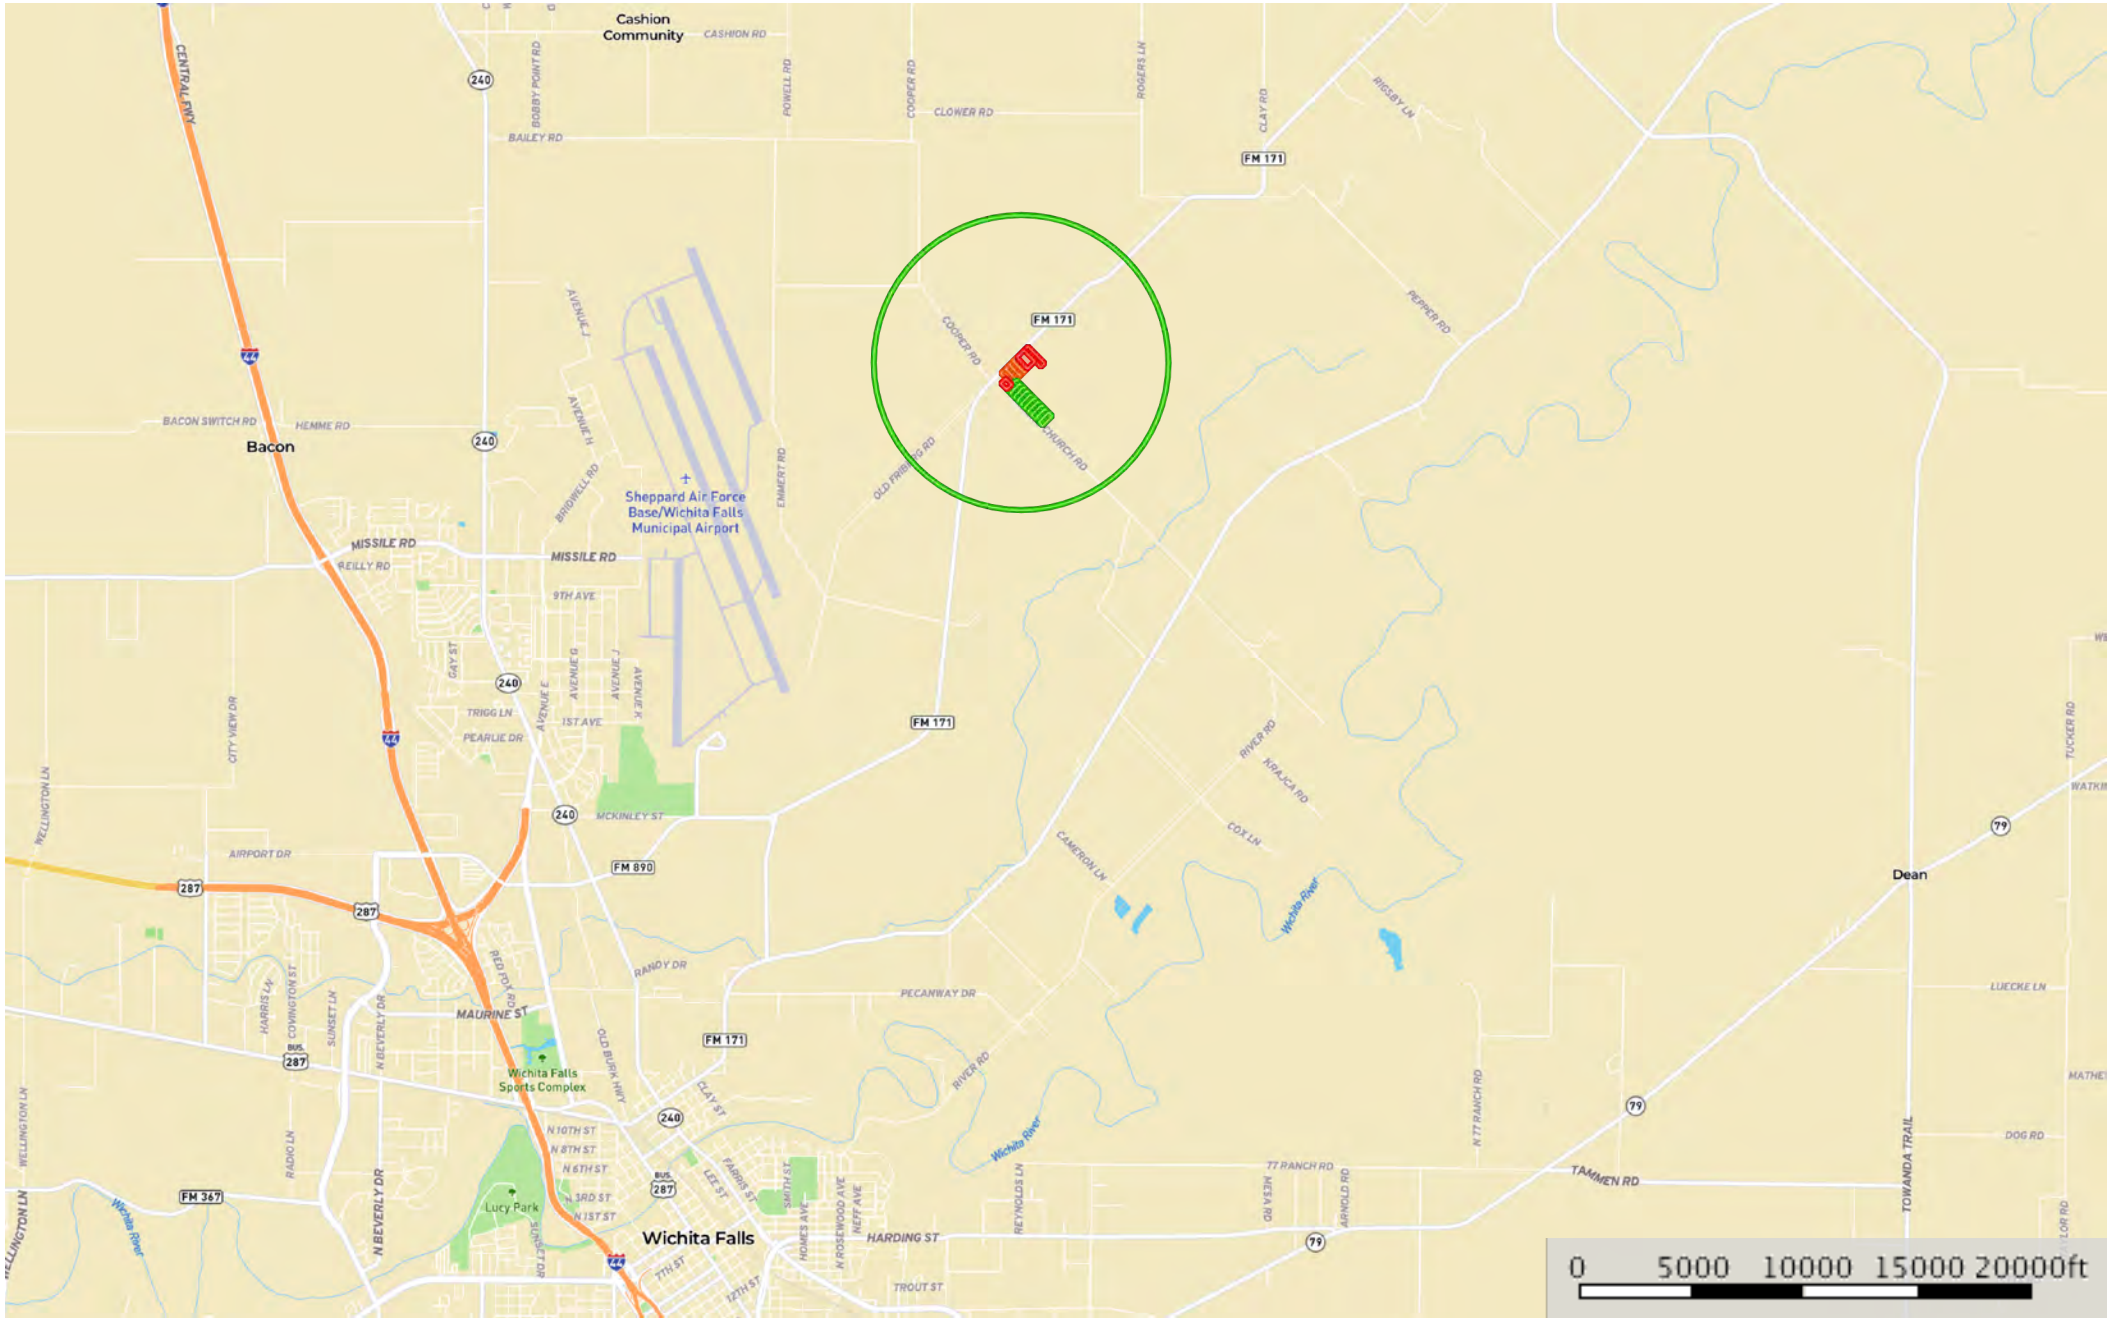 Cashion
Community
CASHION RD
CENTRAL FWY
240
BOBBY POINT RD
POWELL RD
COOPER RD
ROGERS LN
CLAY RD
RIGSBY LN
CLOWER RD
BAILEY RD
FM 171
AVENUE J
COOPER RD
FM 171
PEPPER RD
44
BACON SWITCH RD
HEMME RD
Bacon
240
AVENUE H
BRIDWELL RD
EMMERT RD
OLD FRIBERG RD
CHURCH RD
Sheppard Air Force
Base/Wichita Falls
Municipal Airport
MISSILE RD
MISSILE RD
REILLY RD
9TH AVE
GAY ST
AVENUE G
AVENUE J
AVENUE K
240
AVENUE E
TRIGG LN
1ST AVE
PEARLIE DR
CITY VIEW DR
44
FM 171
RIVER RD
KRAJCA RD
TUCKER RD
WELLINGTON LN
240
MCKINLEY ST
COX LN
WATKI
79
AIRPORT DR
FM 890
CAMERON LN
Dean
287
287
Wichita River
RED FOX RD
HARRIS LN
COVINGTON ST
SUNSET LN
N BEVERLY DR
RANDY DR
PECANWAY DR
LUECKE LN
MAURINE ST
BUS.
287
OLD BURK HWY
FM 171
Wichita Falls
Sports Complex
CLAY ST
RIVER RD
MATHE
WELLINGTON LN
RADIO LN
N 77 RANCH RD
79
240
N 10TH ST
N 8TH ST
N 6TH ST
N 3RD ST
N 1ST ST
Wichita River
DOG RD
TOWANDA TRAIL
77 RANCH RD
TAMMEN RD
BUS.
287
LEE ST
FARRIS ST
SMITH ST
HOMES AVE
N ROSEWOOD AVE
NEFF AVE
REYNOLDS LN
MESA RD
ARNOLD RD
FM 367
Wichita River
N BEVERLY DR
Lucy Park
SUNSET DR
Wichita Falls
HARDING ST
79
44
7TH ST
12TH ST
TROUT ST
0 5000 10000 15000 20000ft